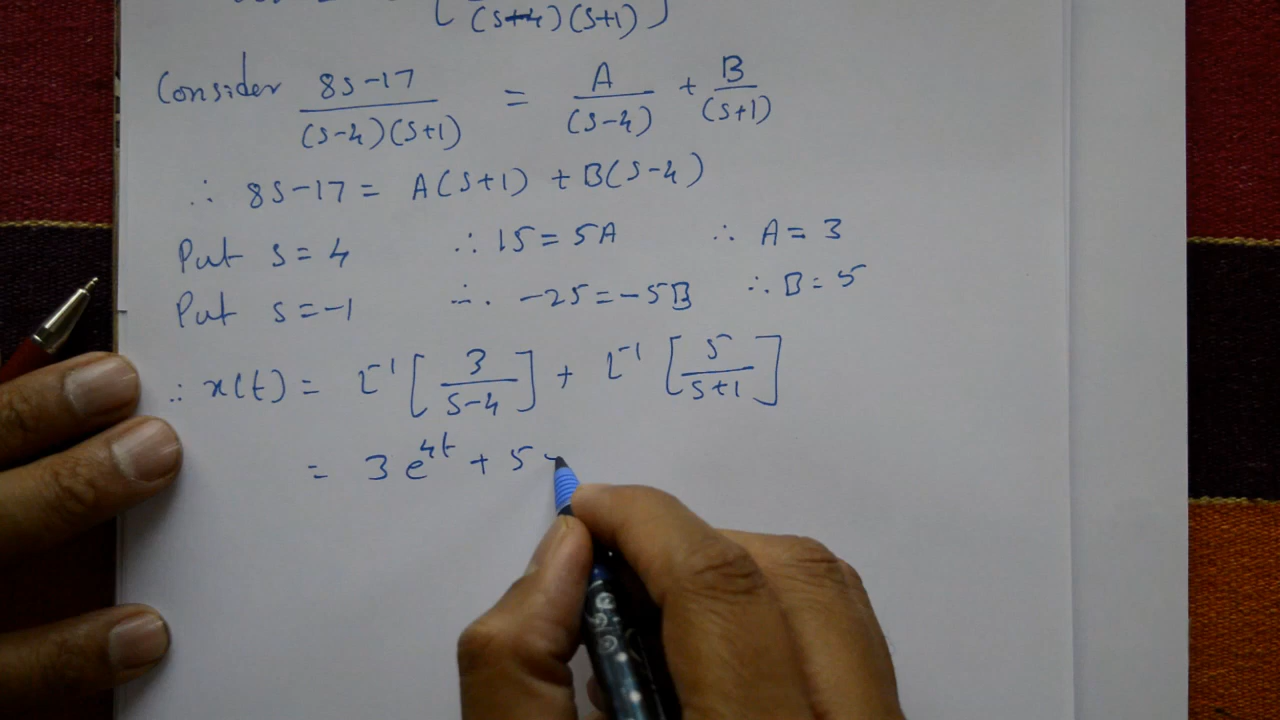 [ (s+4)(s+1) ]
Consider (8s-17)/((s-4)(s+1)) = A/(s-4) + B/(s+1)
∴ 8s-17 = A(s+1) + B(s-4)
Put s = 4 ∴ 15 = 5A ∴ A = 3
Put s = -1 ∴ -25 = -5B ∴ B = 5
∴ x(t) = L⁻¹[3/(s-4)] + L⁻¹[5/(s+1)]
= 3e^{4t} + 5